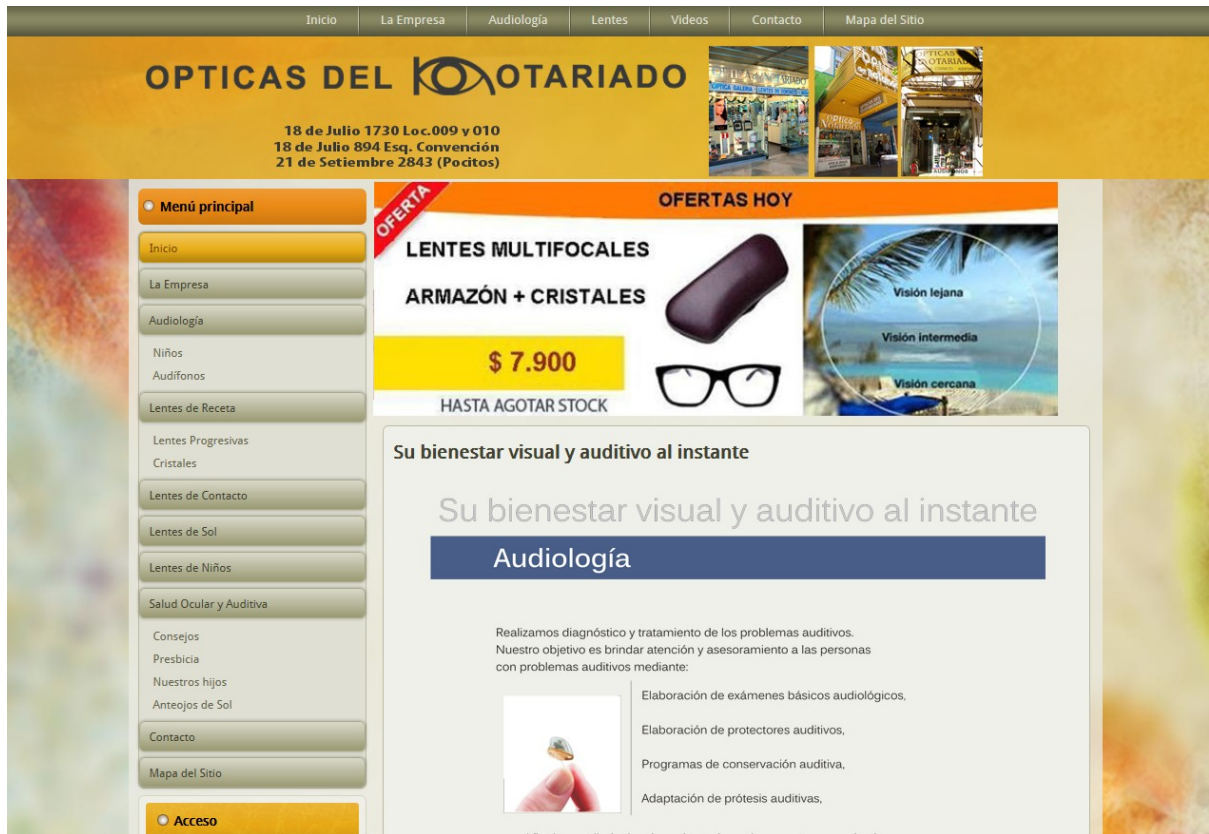 Inicio
La Empresa
Audiología
Lentes
Videos
Contacto
Mapa del Sitio
OPTICAS DEL NOTARIADO
18 de Julio 1730 Loc.009 y 010
18 de Julio 894 Esq. Convención
21 de Setiembre 2843 (Pocitos)
Menú principal
Inicio
La Empresa
Audiología
Niños
Audífonos
Lentes de Receta
Lentes Progresivas
Cristales
Lentes de Contacto
Lentes de Sol
Lentes de Niños
Salud Ocular y Auditiva
Consejos
Presbicia
Nuestros hijos
Anteojos de Sol
Contacto
Mapa del Sitio
Acceso
OFERTA
OFERTAS HOY
LENTES MULTIFOCALES
ARMAZÓN + CRISTALES
$ 7.900
HASTA AGOTAR STOCK
Visión lejana
Visión intermedia
Visión cercana
Su bienestar visual y auditivo al instante
Su bienestar visual y auditivo al instante
Audiología
Realizamos diagnóstico y tratamiento de los problemas auditivos.
Nuestro objetivo es brindar atención y asesoramiento a las personas
con problemas auditivos mediante:
Elaboración de exámenes básicos audiológicos,
Elaboración de protectores auditivos,
Programas de conservación auditiva,
Adaptación de prótesis auditivas,